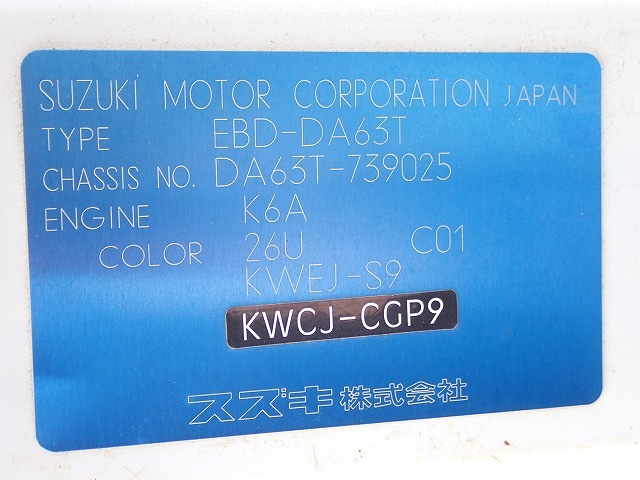 SUZUKI MOTOR CORPORATION JAPAN
TYPE EBD-DA63T
CHASSIS NO. DA63T-739025
ENGINE K6A
COLOR 26U C01
KWEJ-S9
KWCJ-CGP9
スズキ株式会社